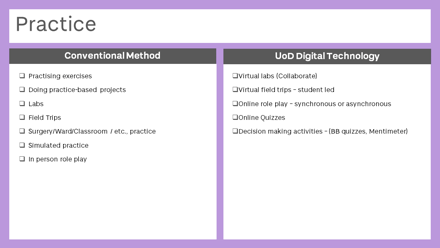 Practice
Conventional Method
❑ Practising exercises
❑ Doing practice-based projects
❑ Labs
❑ Field Trips
❑ Surgery/Ward/Classroom / etc., practice
❑ Simulated practice
❑ In person role play
UoD Digital Technology
❑Virtual labs (Collaborate)
❑Virtual field trips - student led
❑Online role play - synchronous or asynchronous
❑Online Quizzes
❑Decision making activities - (BB quizzes, Mentimeter)